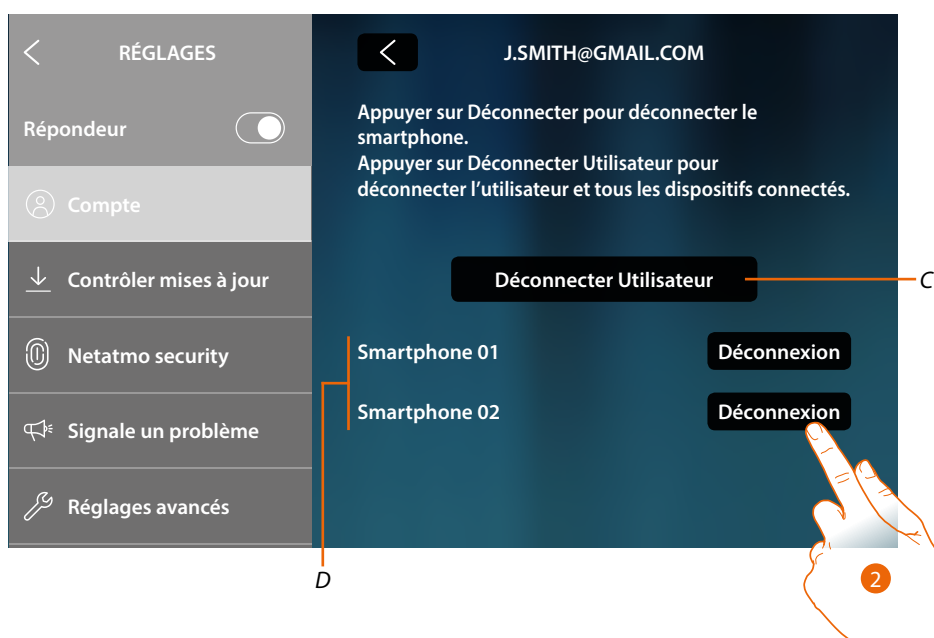 RÉGLAGES
Répondeur
Compte
Contrôler mises à jour
Netatmo security
Signale un problème
Réglages avancés
J.SMITH@GMAIL.COM
Appuyer sur Déconnecter pour déconnecter le
smartphone.
Appuyer sur Déconnecter Utilisateur pour
déconnecter l'utilisateur et tous les dispositifs connectés.
Déconnecter Utilisateur
C
Smartphone 01
Déconnexion
Smartphone 02
Déconnexion
D
2